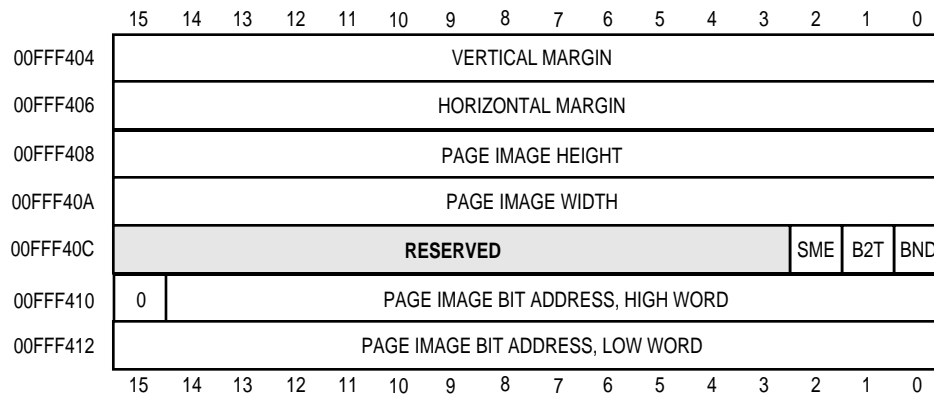 15 14 13 12 11 10 9 8 7 6 5 4 3 2 1 0
00FFF404 VERTICAL MARGIN
00FFF406 HORIZONTAL MARGIN
00FFF408 PAGE IMAGE HEIGHT
00FFF40A PAGE IMAGE WIDTH
00FFF40C RESERVED SME B2T BND
00FFF410 0 PAGE IMAGE BIT ADDRESS, HIGH WORD
00FFF412 PAGE IMAGE BIT ADDRESS, LOW WORD
15 14 13 12 11 10 9 8 7 6 5 4 3 2 1 0